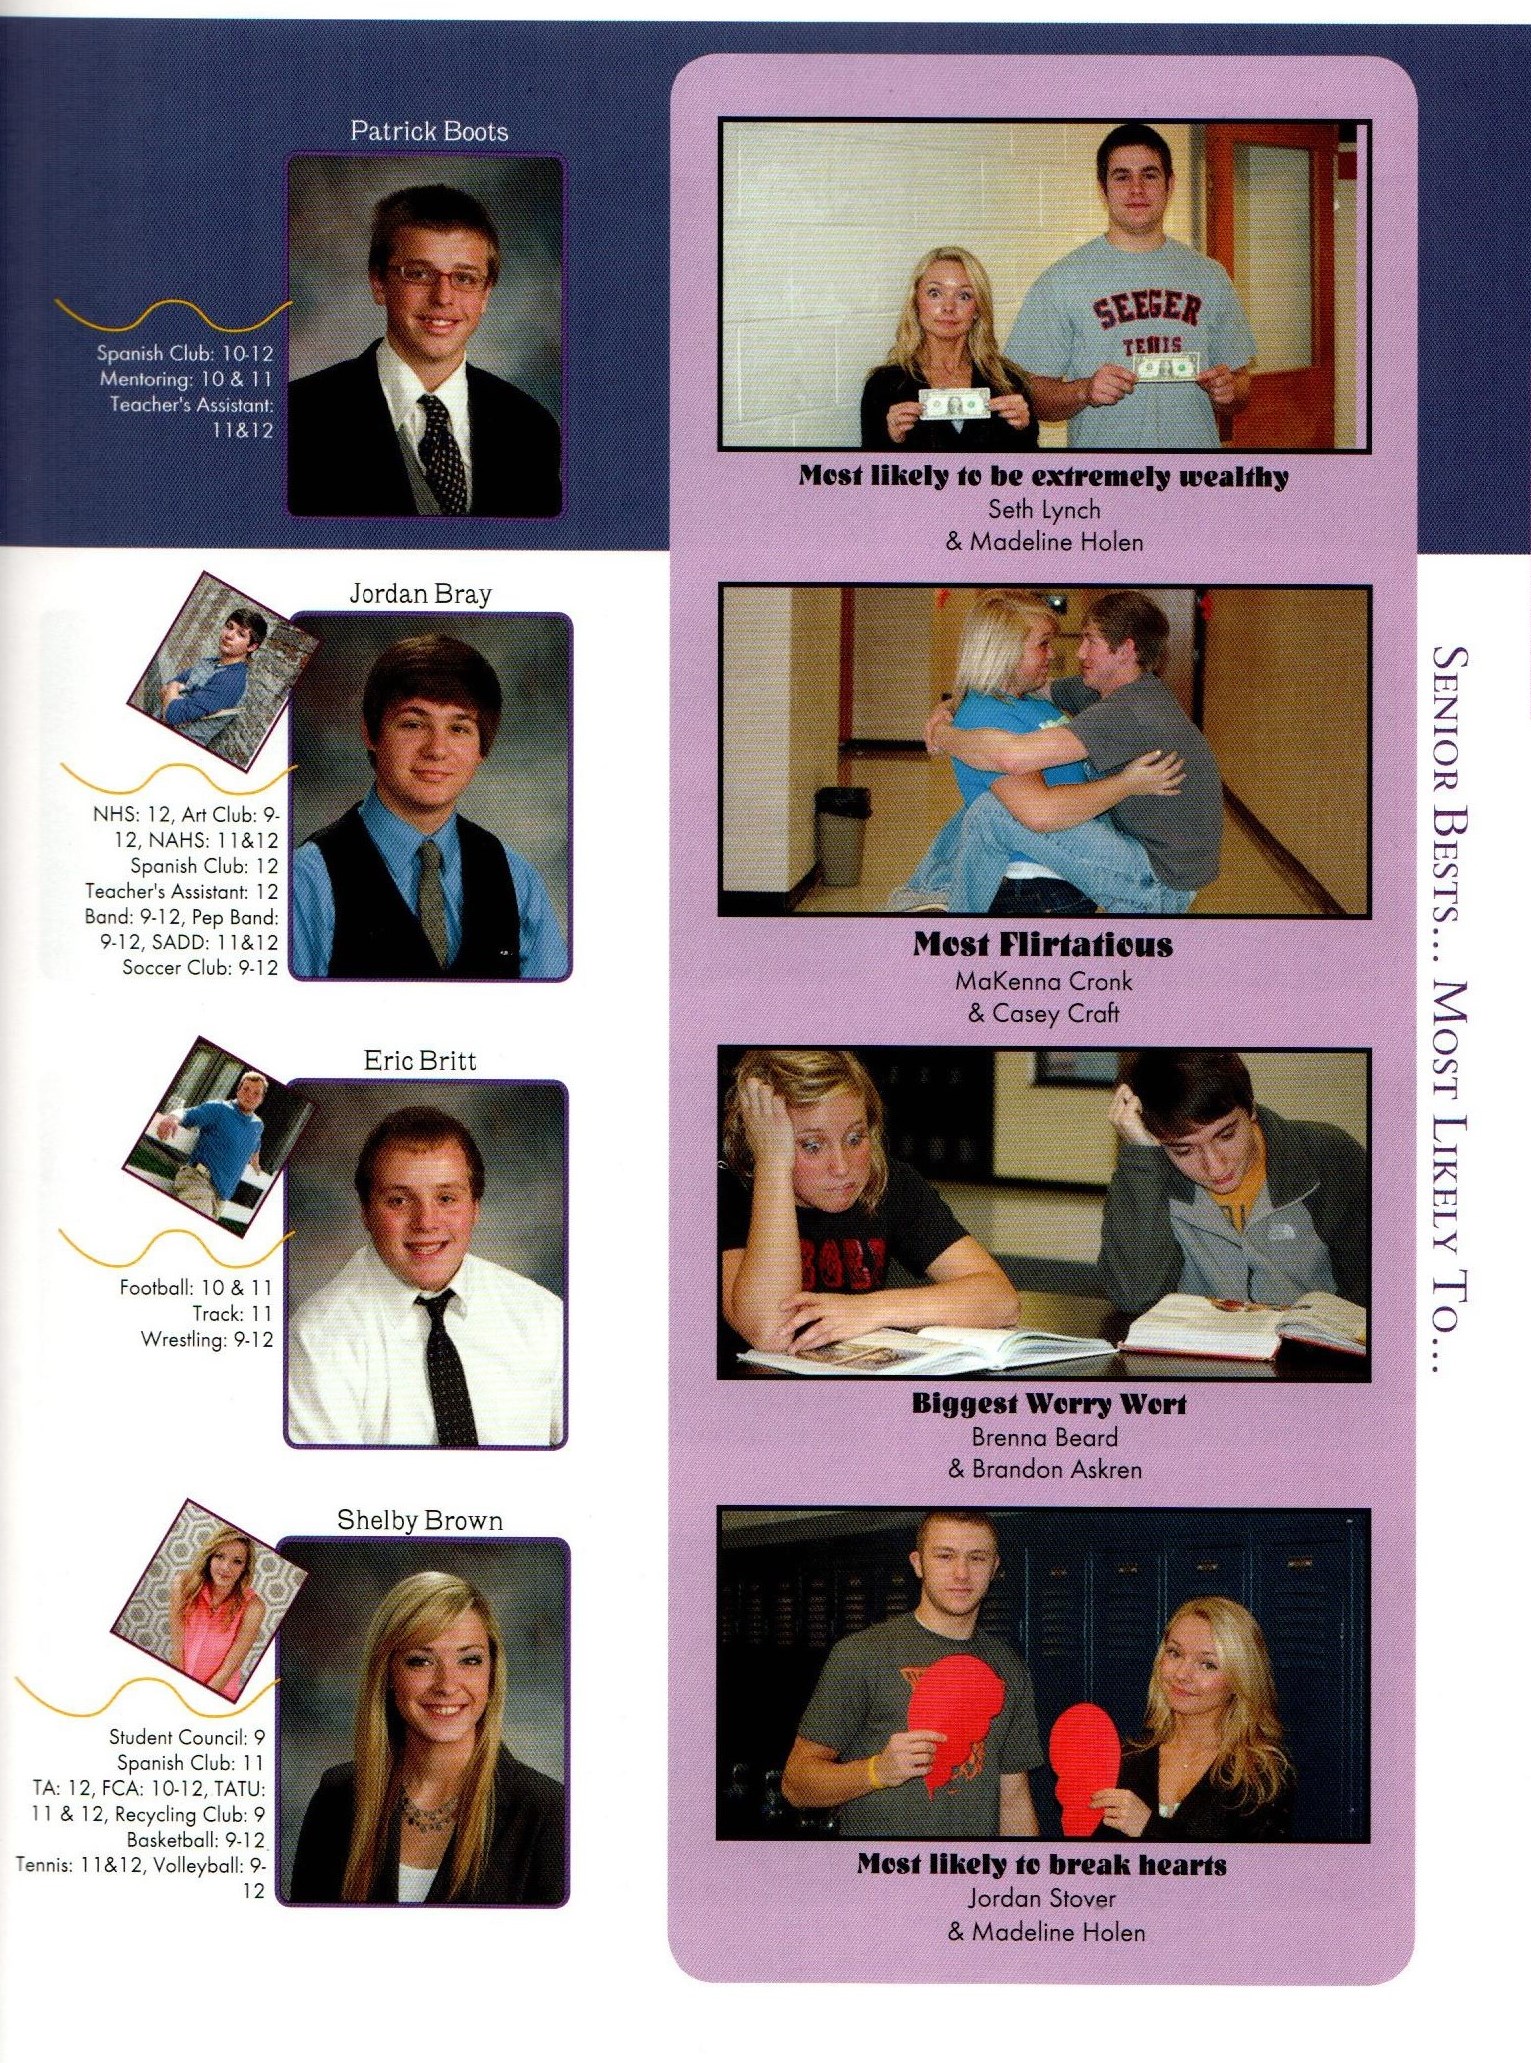 Patrick Boots
Spanish Club: 10-12
Mentoring: 10 & 11
Teacher's Assistant:
11&12
Jordan Bray
NHS: 12, Art Club: 9-
12, NAHS: 11&12
Spanish Club: 12
Teacher's Assistant: 12
Band: 9-12, Pep Band:
9-12, SADD: 11&12
Soccer Club: 9-12
Eric Britt
Football: 10 & 11
Track: 11
Wrestling: 9-12
Shelby Brown
Student Council: 9
Spanish Club: 11
TA: 12, FCA: 10-12, TATU:
11 & 12, Recycling Club: 9
Basketball: 9-12
Tennis: 11&12, Volleyball: 9-
12
SEEGER
TENIS
Most likely to be extremely wealthy
Seth Lynch
& Madeline Holen
Most Flirtatious
MaKenna Cronk
& Casey Craft
Biggest Worry Wort
Brenna Beard
& Brandon Askren
Most likely to break hearts
Jordan Stover
& Madeline Holen
Senior Bests... Most Likely To...